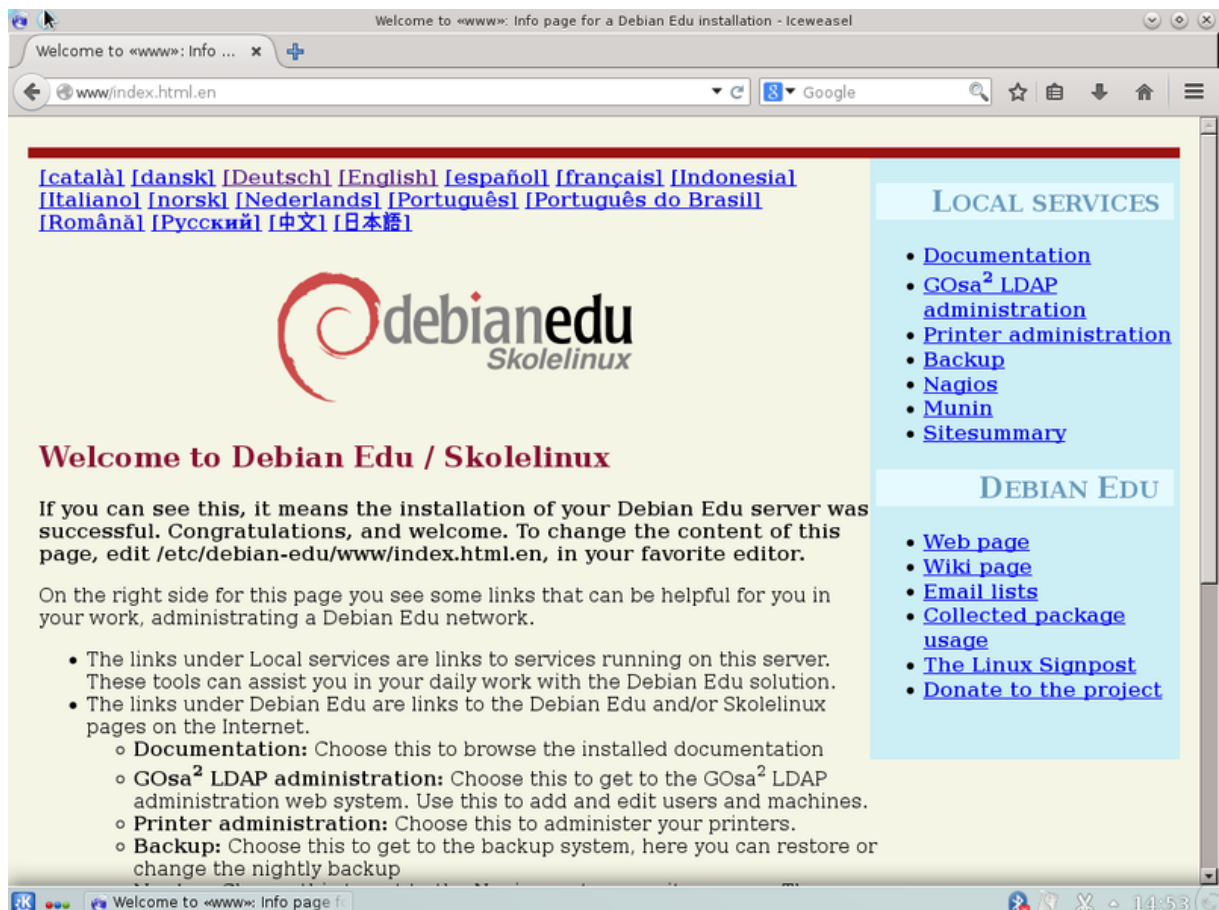 Welcome to «www»: Info page for a Debian Edu installation - Iceweasel
Welcome to «www»: Info ...
www/index.html.en
Google
[català] [dansk] [Deutsch] [English] [español] [français] [Indonesia]
[Italiano] [norsk] [Nederlands] [Português] [Português do Brasil]
[Română] [Русский] [中文] [日本語]
debianedu
Skolelinux
Welcome to Debian Edu / Skolelinux
If you can see this, it means the installation of your Debian Edu server was
successful. Congratulations, and welcome. To change the content of this
page, edit /etc/debian-edu/www/index.html.en, in your favorite editor.
On the right side for this page you see some links that can be helpful for you in
your work, administrating a Debian Edu network.
• The links under Local services are links to services running on this server.
These tools can assist you in your daily work with the Debian Edu solution.
• The links under Debian Edu are links to the Debian Edu and/or Skolelinux
pages on the Internet.
◦ Documentation: Choose this to browse the installed documentation
◦ GOsa² LDAP administration: Choose this to get to the GOsa² LDAP
administration web system. Use this to add and edit users and machines.
◦ Printer administration: Choose this to administer your printers.
◦ Backup: Choose this to get to the backup system, here you can restore or
change the nightly backup
LOCAL SERVICES
• Documentation
• GOsa² LDAP
administration
• Printer administration
• Backup
• Nagios
• Munin
• Sitesummary
DEBIAN EDU
• Web page
• Wiki page
• Email lists
• Collected package
usage
• The Linux Signpost
• Donate to the project
Welcome to «www»: Info page fo
14:53